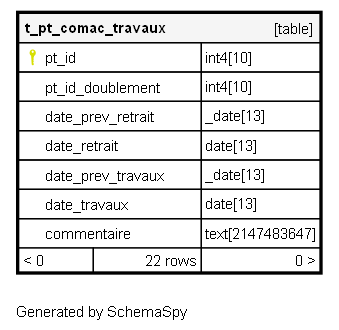 t_pt_comac_travaux [table]
pt_id int4[10]
pt_id_doublement int4[10]
date_prev_retrait _date[13]
date_retrait date[13]
date_prev_travaux _date[13]
date_travaux date[13]
commentaire text[2147483647]
< 0 22 rows 0 >
Generated by SchemaSpy